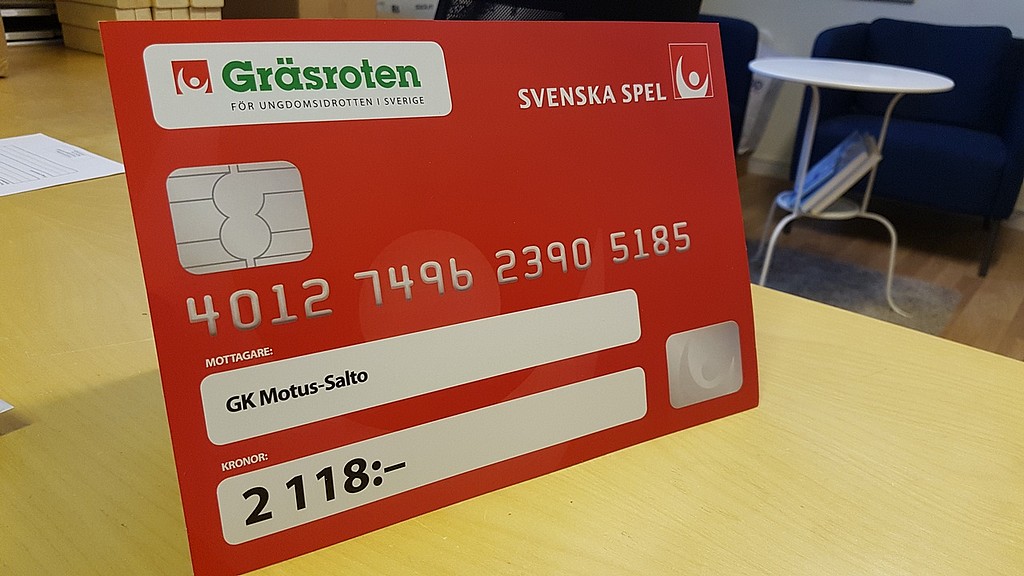 Gräsroten
FÖR UNGDOMSIDROTTEN I SVERIGE
SVENSKA SPEL
4012 7496 2390 5185
MOTTAGARE:
GK Motus-Salto
KRONOR:
2 118:–